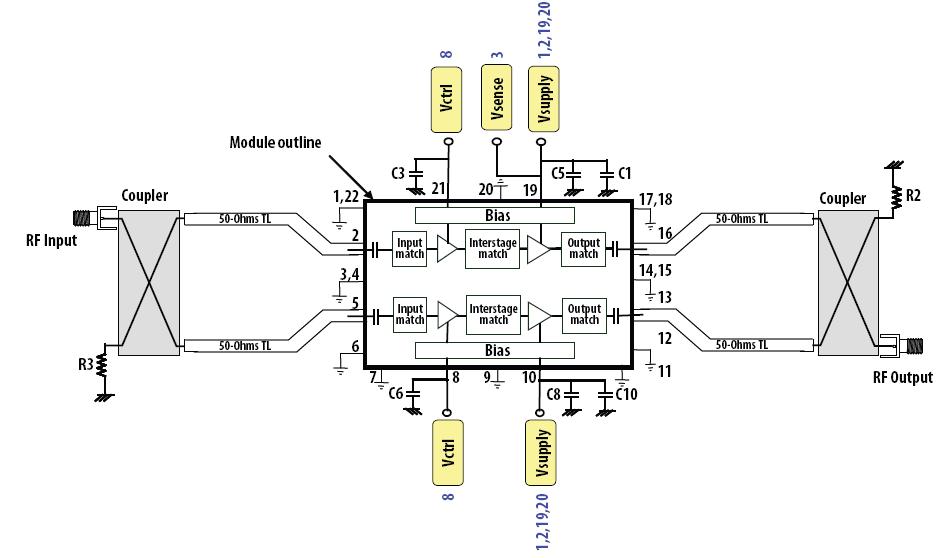 8
3
1,2,19,20
Vctrl
Vsense
Vsupply
Module outline
C3
21
20
19
C5
C1
R2
Coupler
1,22
17,18
Coupler
Bias
50-Ohms TL
50-Ohms TL
RF Input
2
16
Input match
Interstage match
Output match
3,4
14,15
5
13
Input match
Interstage match
Output match
50-Ohms TL
50-Ohms TL
6
12
Bias
R3
7
8
9
10
11
RF Output
C6
C8
C10
Vctrl
Vsupply
8
1,2,19,20